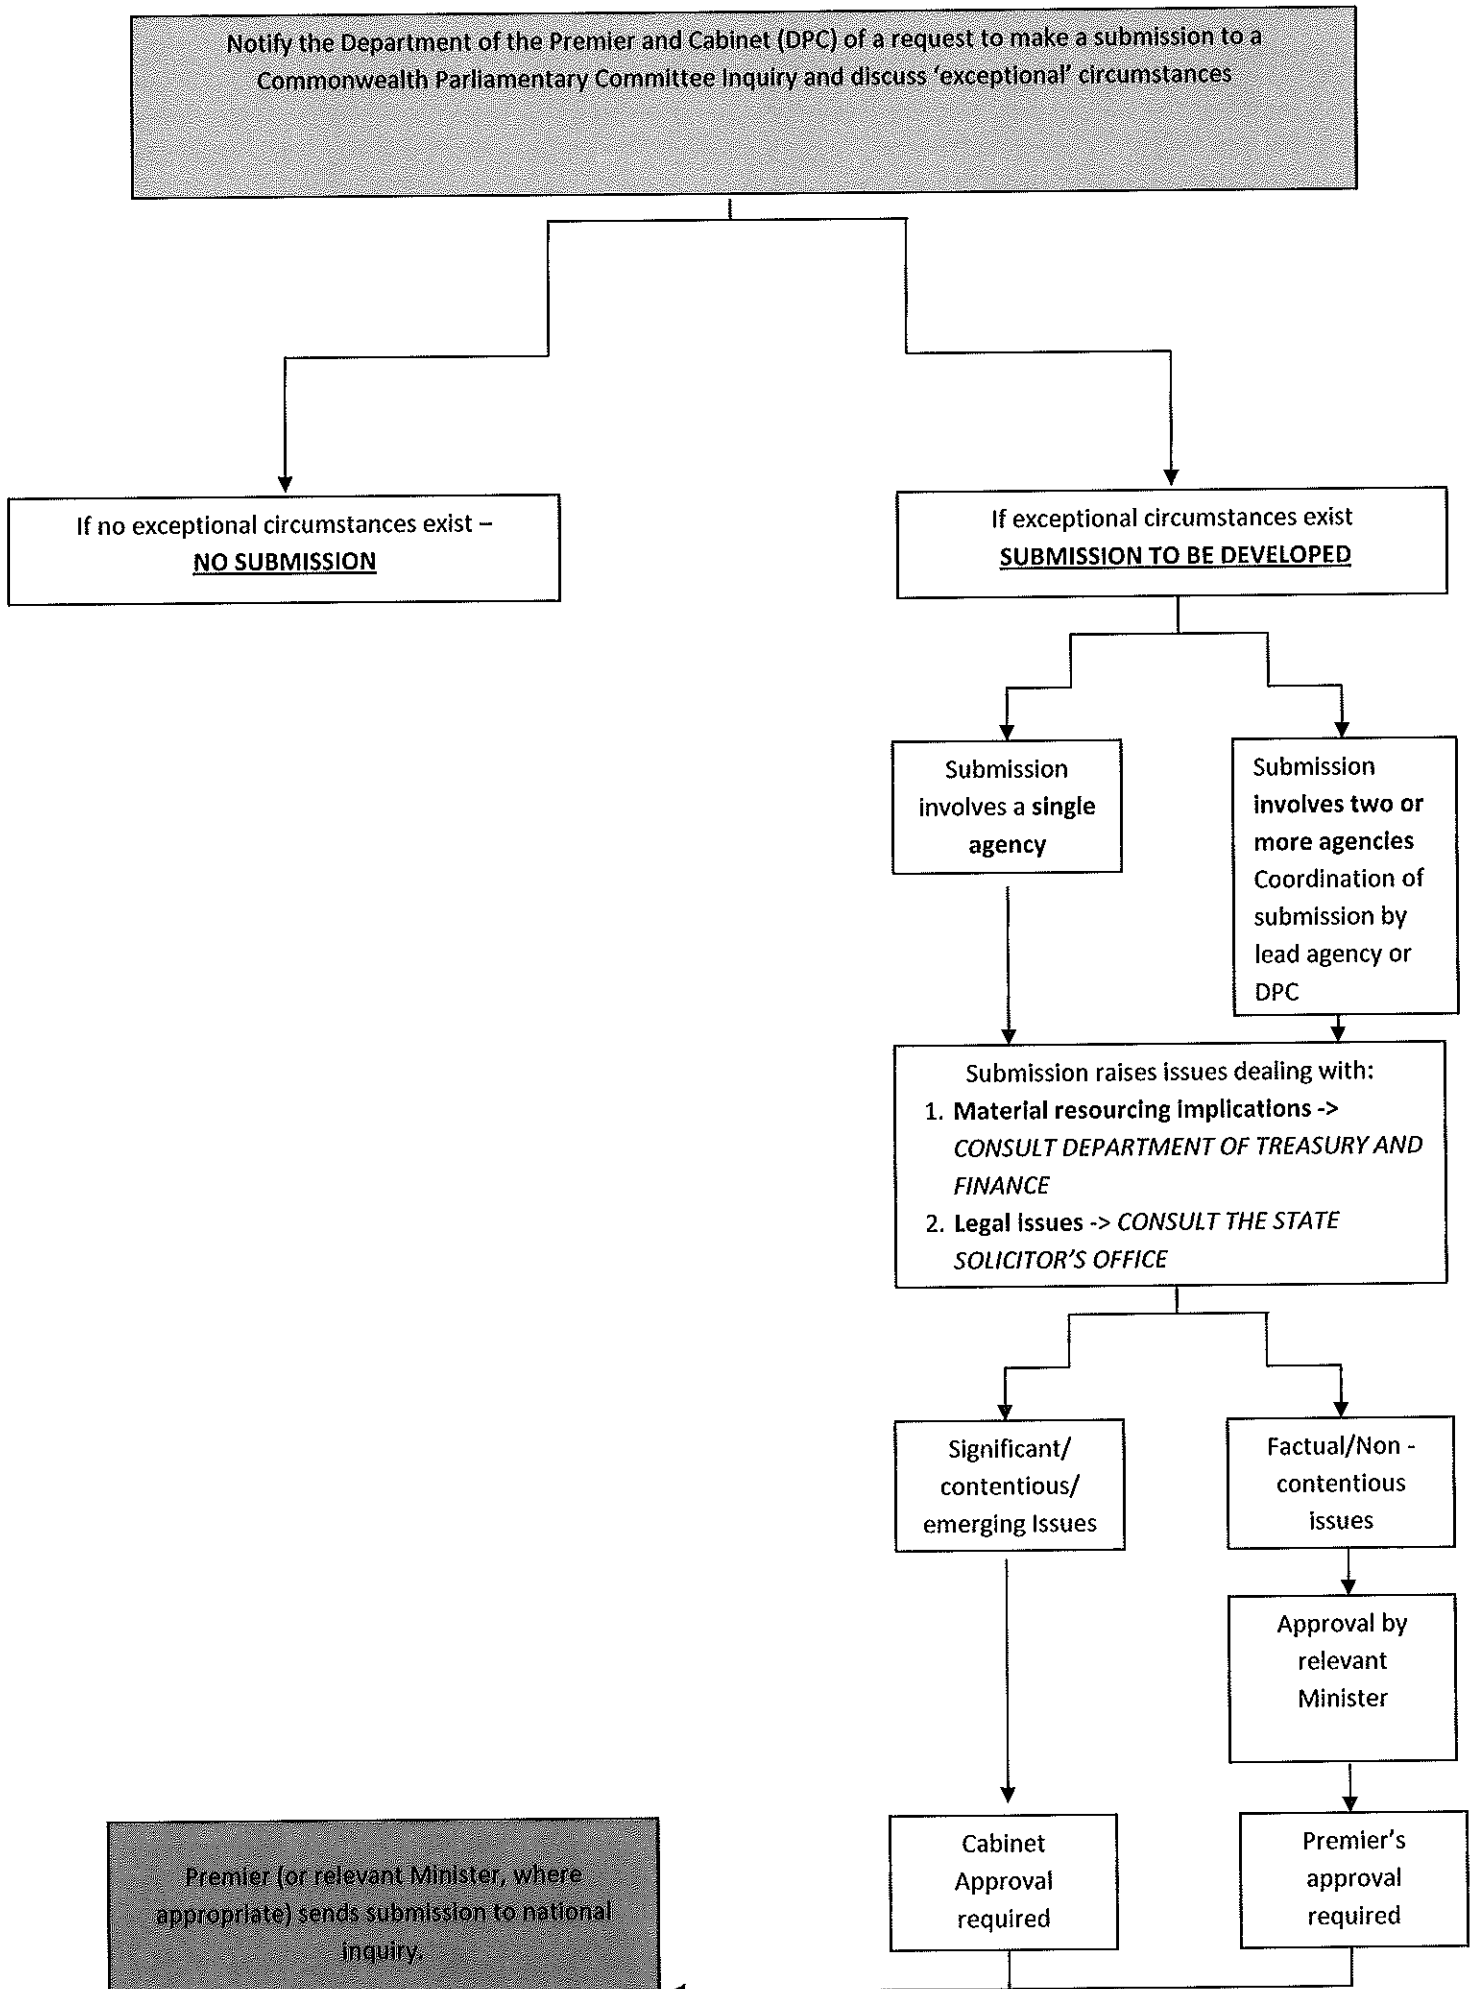 Notify the Department of the Premier and Cabinet (DPC) of a request to make a submission to a
Commonwealth Parliamentary Committee Inquiry and discuss ‘exceptional’ circumstances
If no exceptional circumstances exist –
NO SUBMISSION
If exceptional circumstances exist
SUBMISSION TO BE DEVELOPED
Submission
involves a single
agency
Submission
involves two or
more agencies
Coordination of
submission by
lead agency or
DPC
Submission raises issues dealing with:
1. Material resourcing implications ->
CONSULT DEPARTMENT OF TREASURY AND
FINANCE
2. Legal issues -> CONSULT THE STATE
SOLICITOR’S OFFICE
Significant/
contentious/
emerging Issues
Factual/Non -
contentious
issues
Approval by
relevant
Minister
Cabinet
Approval
required
Premier’s
approval
required
Premier (or relevant Minister, where
appropriate) sends submission to national
inquiry.